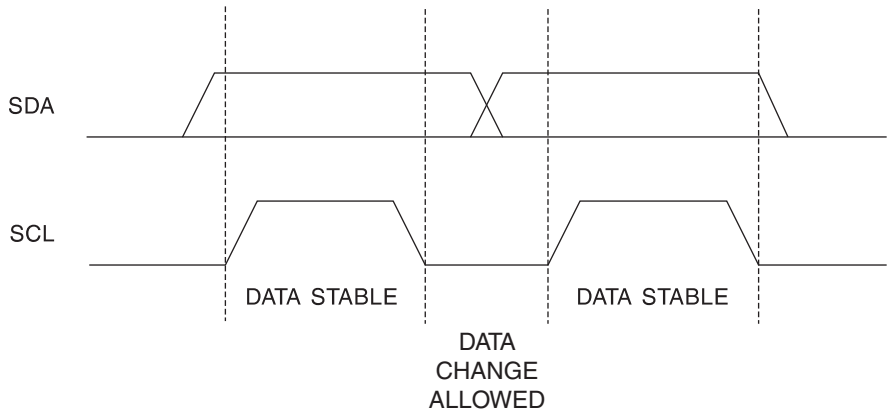 SDA
SCL
DATA STABLE
DATA STABLE
DATA
CHANGE
ALLOWED